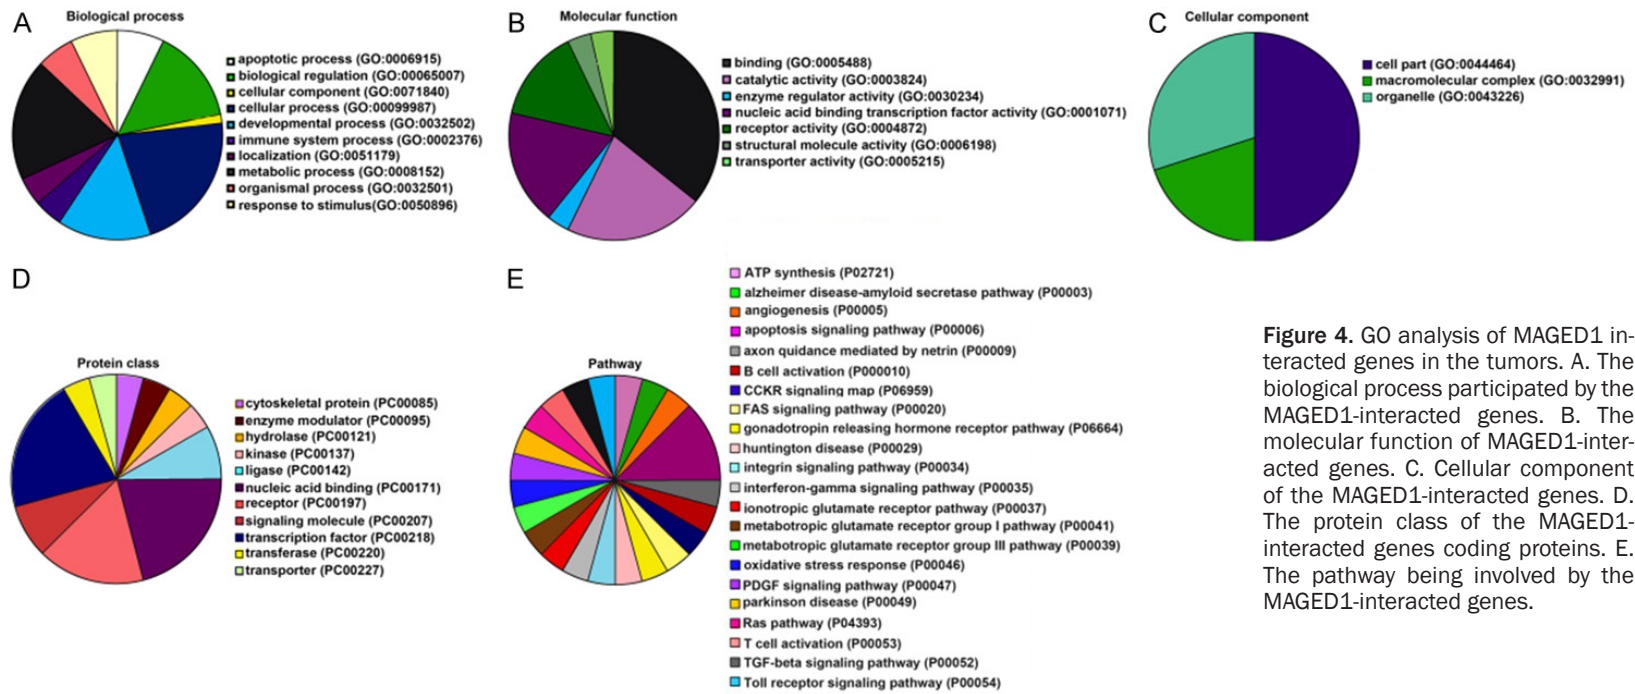 A
Biological process
apoptotic process (GO:0006915)
biological regulation (GO:00065007)
cellular component (GO:0071840)
cellular process (GO:00099987)
developmental process (GO:0032502)
immune system process (GO:0002376)
localization (GO:0051179)
metabolic process (GO:0008152)
organismal process (GO:0032501)
response to stimulus(GO:0050896)
B
Molecular function
binding (GO:0005488)
catalytic activity (GO:0003824)
enzyme regulator activity (GO:0030234)
nucleic acid binding transcription factor activity (GO:0001071)
receptor activity (GO:0004872)
structural molecule activity (GO:0006198)
transporter activity (GO:0005215)
C
Cellular component
cell part (GO:0044464)
macromolecular complex (GO:0032991)
organelle (GO:0043226)
D
Protein class
cytoskeletal protein (PC00085)
enzyme modulator (PC00095)
hydrolase (PC00121)
kinase (PC00137)
ligase (PC00142)
nucleic acid binding (PC00171)
receptor (PC00197)
signaling molecule (PC00207)
transcription factor (PC00218)
transferase (PC00220)
transporter (PC00227)
E
Pathway
ATP synthesis (P02721)
alzheimer disease-amyloid secretase pathway (P00003)
angiogenesis (P00005)
apoptosis signaling pathway (P00006)
axon quidance mediated by netrin (P00009)
B cell activation (P000010)
CCKR signaling map (P06959)
FAS signaling pathway (P00020)
gonadotropin releasing hormone receptor pathway (P06664)
huntington disease (P00029)
integrin signaling pathway (P00034)
interferon-gamma signaling pathway (P00035)
ionotropic glutamate receptor pathway (P00037)
metabotropic glutamate receptor group I pathway (P00041)
metabotropic glutamate receptor group III pathway (P00039)
oxidative stress response (P00046)
PDGF signaling pathway (P00047)
parkinson disease (P00049)
Ras pathway (P04393)
T cell activation (P00053)
TGF-beta signaling pathway (P00052)
Toll receptor signaling pathway (P00054)
Figure 4. GO analysis of MAGED1 in-
teracted genes in the tumors. A. The
biological process participated by the
MAGED1-interacted genes. B. The
molecular function of MAGED1-inter-
acted genes. C. Cellular component
of the MAGED1-interacted genes. D.
The protein class of the MAGED1-
interacted genes coding proteins. E.
The pathway being involved by the
MAGED1-interacted genes.